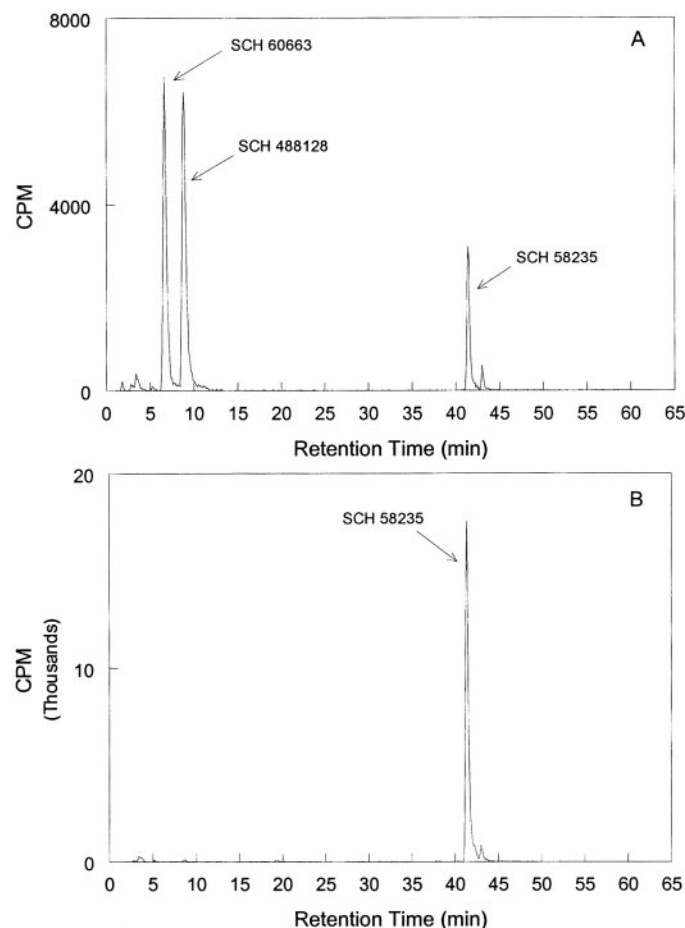 8000
A
SCH 60663
SCH 488128
CPM
4000
SCH 58235
0
0 5 10 15 20 25 30 35 40 45 50 55 60 65
Retention Time (min)
20
B
SCH 58235
CPM
(Thousands)
10
0
0 5 10 15 20 25 30 35 40 45 50 55 60 65
Retention Time (min)